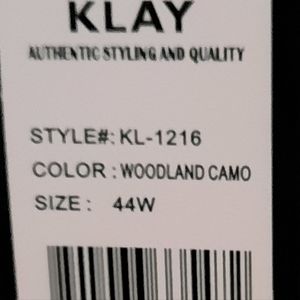 KLAY
AUTHENTIC STYLING AND QUALITY
STYLE#: KL-1216
COLOR : WOODLAND CAMO
SIZE : 44W